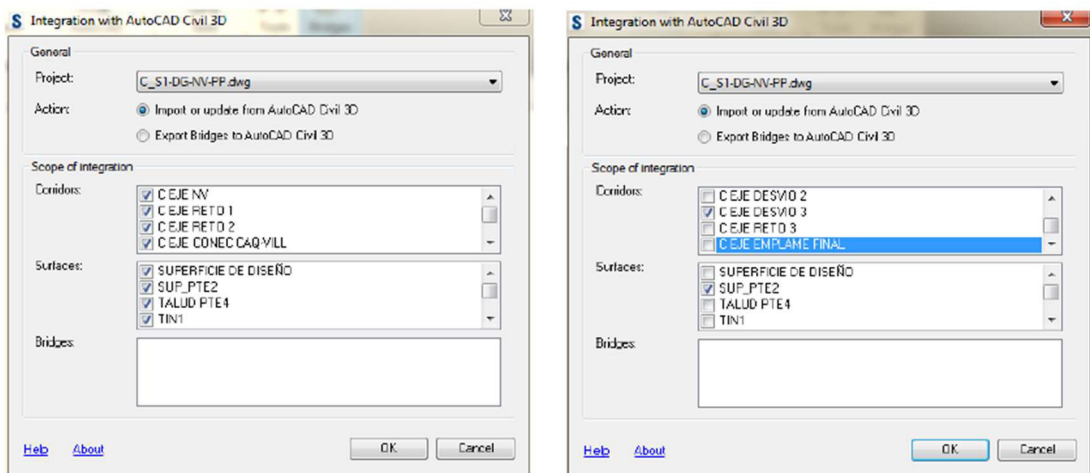 S Integration with AutoCAD Civil 3D
General
Project: C_S1-DG-NV-PP.dwg
Action: Import or update from AutoCAD Civil 3D
Export Bridges to AutoCAD Civil 3D
Scope of integration
Corridors:
C EJE NV
C EJE RETO 1
C EJE RETO 2
C EJE CONEC CAQ-VILL
Surfaces:
SUPERFICIE DE DISEÑO
SUP_PTE2
TALUD PTE4
TIN1
Bridges:
Help About OK Cancel
S Integration with AutoCAD Civil 3D
General
Project: C_S1-DG-NV-PP.dwg
Action: Import or update from AutoCAD Civil 3D
Export Bridges to AutoCAD Civil 3D
Scope of integration
Corridors:
C EJE DESVIO 2
C EJE DESVIO 3
C EJE RETO 3
C EJE EMPLAME FINAL
Surfaces:
SUPERFICIE DE DISEÑO
SUP_PTE2
TALUD PTE4
TIN1
Bridges:
Help About OK Cancel